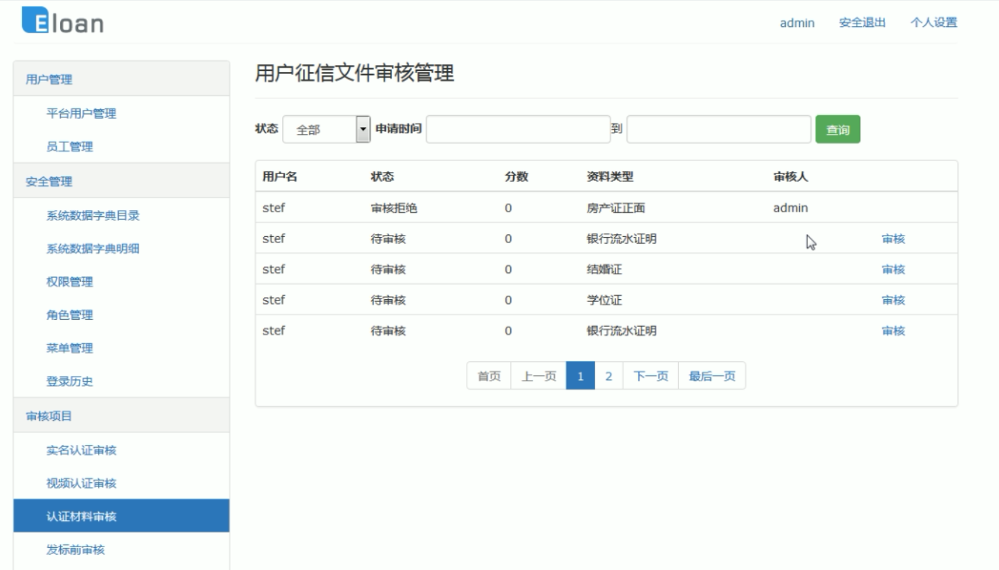 Eloan
admin 安全退出 个人设置
用户管理
平台用户管理
员工管理
安全管理
系统数据字典目录
系统数据字典明细
权限管理
角色管理
菜单管理
登录历史
审核项目
实名认证审核
视频认证审核
认证材料审核
发标前审核
用户征信文件审核管理
状态 全部 申请时间 到 查询
用户名 状态 分数 资料类型 审核人
stef 审核拒绝 0 房产证正面 admin
stef 待审核 0 银行流水证明 审核
stef 待审核 0 结婚证 审核
stef 待审核 0 学位证 审核
stef 待审核 0 银行流水证明 审核
首页 上一页 1 2 下一页 最后一页